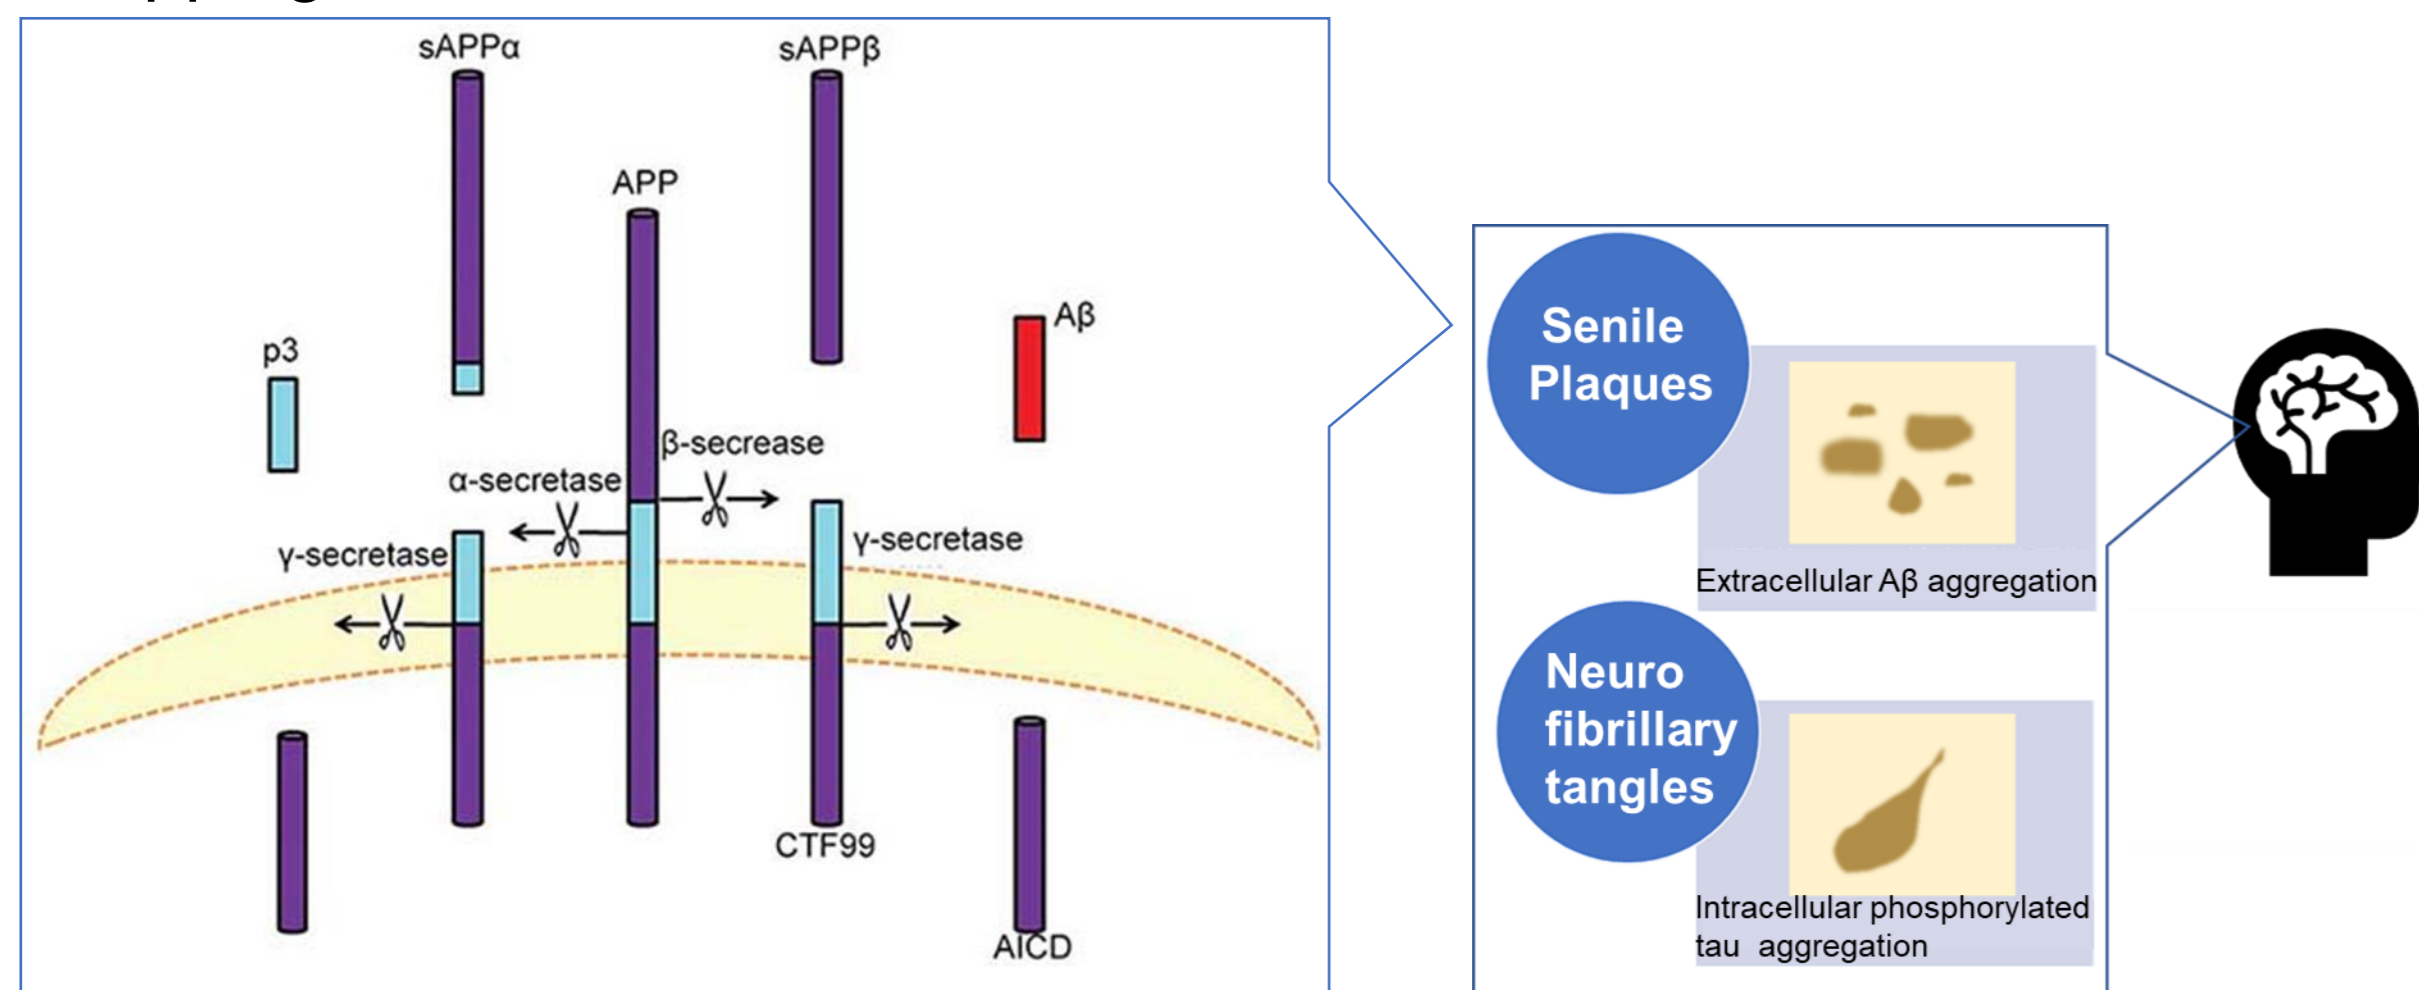 sAPPα
sAPPβ
APP
Aβ
p3
β-secrease
α-secretase
γ-secretase
γ-secretase
CTF99
AICD
Senile
Plaques
Extracellular Aβ aggregation
Neuro
fibrillary
tangles
Intracellular phosphorylated
tau aggregation